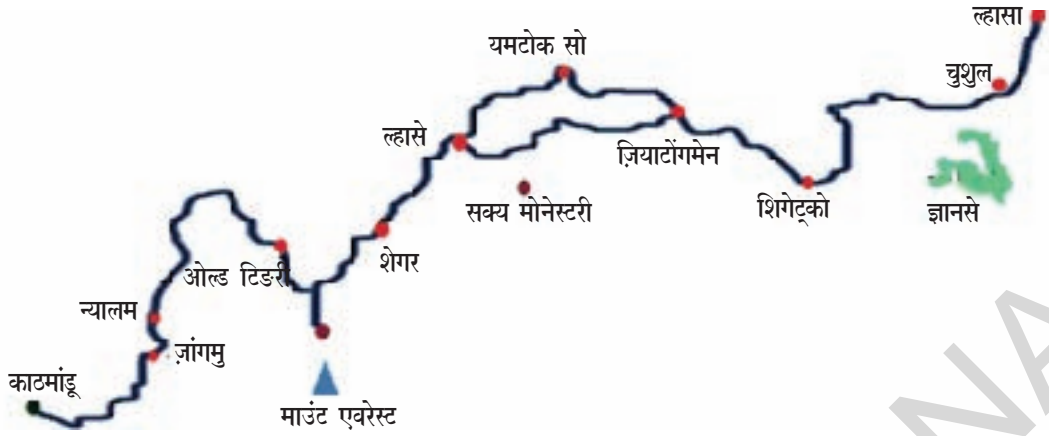 ल्हासा
यमटोक सो
चुशुल
ल्हासे
ज़ियाटोंगमेन
सक्य मोनेस्टरी
शिगेट्को
ज्ञानसे
शेगर
ओल्ड टिङरी
न्यालम
ज़ांगमु
काठमांडू
माउंट एवरेस्ट